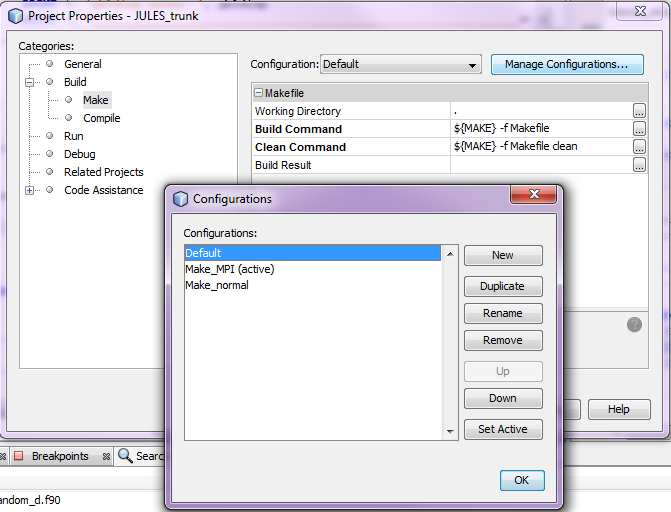 Project Properties - JULES_trunk
Categories:
General
Build
Make
Compile
Run
Debug
Related Projects
Code Assistance
Configuration: Default Manage Configurations...
Makefile
Working Directory . ...
Build Command ${MAKE} -f Makefile ...
Clean Command ${MAKE} -f Makefile clean ...
Build Result ...
?
Help
Configurations
Configurations:
Default
Make_MPI (active)
Make_normal
New
Duplicate
Rename
Remove
Up
Down
Set Active
OK
Breakpoints
Searc
andom_d.f90